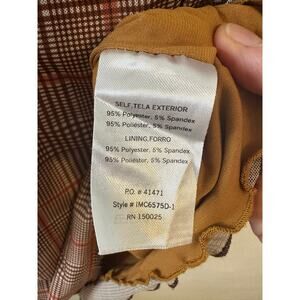 SELF.TELA EXTERIOR
95% Polyester, 5% Spandex
95% Poliéster, 5% Spandex
LINING.FORRO
95% Polyester, 5% Spandex
95% Poliéster, 5% Spandex
P.O. # 41471
Style # IMC6575D-1
RN 150025